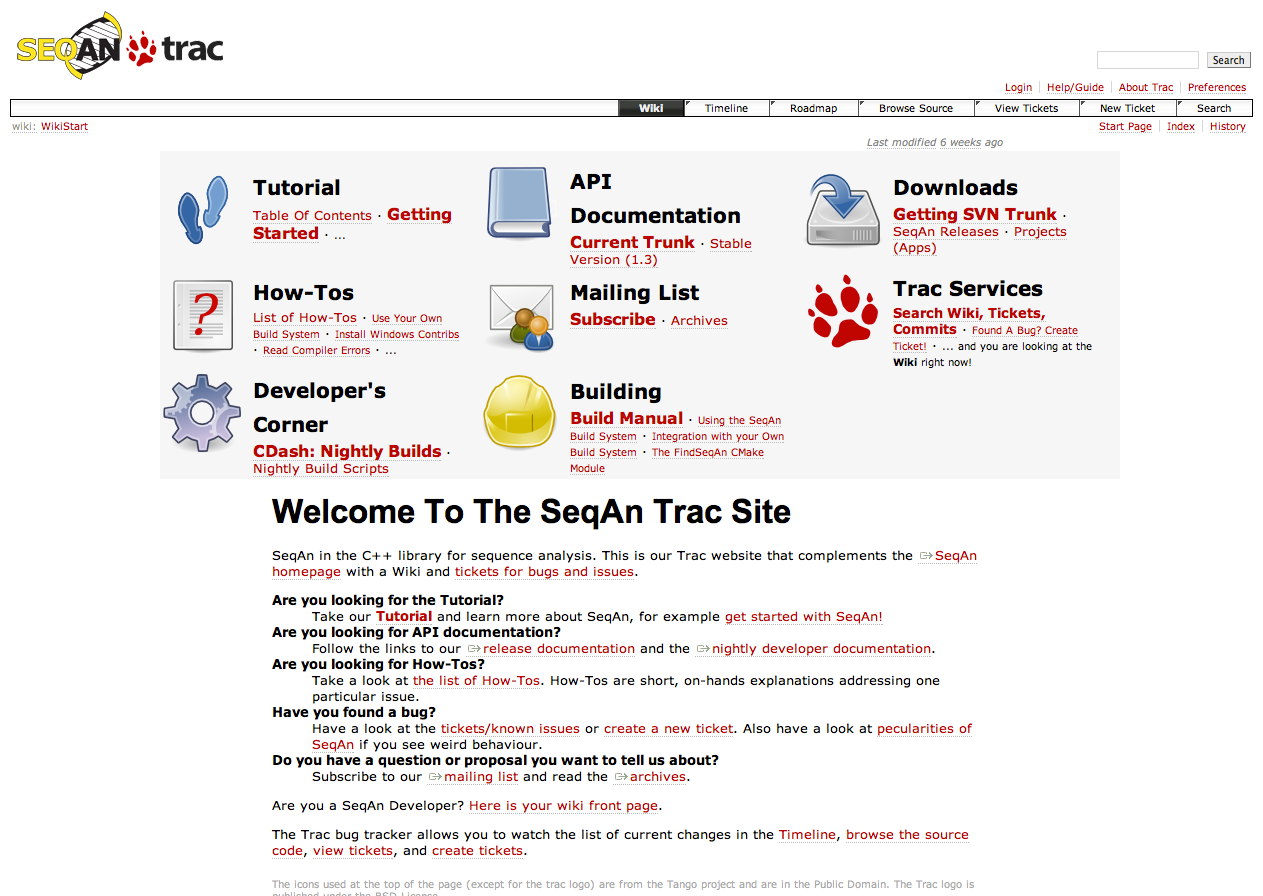 SEQAN trac
Search
Login Help/Guide About Trac Preferences
Wiki Timeline Roadmap Browse Source View Tickets New Ticket Search
wiki: WikiStart
Start Page Index History
Last modified 6 weeks ago
Tutorial
Table Of Contents · Getting
Started · ...
API
Documentation
Current Trunk · Stable
Version (1.3)
Downloads
Getting SVN Trunk ·
SeqAn Releases · Projects
(Apps)
?
How-Tos
List of How-Tos · Use Your Own
Build System · Install Windows Contribs
· Read Compiler Errors · ...
Mailing List
Subscribe · Archives
Trac Services
Search Wiki, Tickets,
Commits · Found A Bug? Create
Ticket! · ... and you are looking at the
Wiki right now!
Developer's
Corner
CDash: Nightly Builds ·
Nightly Build Scripts
Building
Build Manual · Using the SeqAn
Build System · Integration with your Own
Build System · The FindSeqAn CMake
Module
Welcome To The SeqAn Trac Site
SeqAn in the C++ library for sequence analysis. This is our Trac website that complements the SeqAn
homepage with a Wiki and tickets for bugs and issues.
Are you looking for the Tutorial?
Take our Tutorial and learn more about SeqAn, for example get started with SeqAn!
Are you looking for API documentation?
Follow the links to our release documentation and the nightly developer documentation.
Are you looking for How-Tos?
Take a look at the list of How-Tos. How-Tos are short, on-hands explanations addressing one
particular issue.
Have you found a bug?
Have a look at the tickets/known issues or create a new ticket. Also have a look at pecularities of
SeqAn if you see weird behaviour.
Do you have a question or proposal you want to tell us about?
Subscribe to our mailing list and read the archives.
Are you a SeqAn Developer? Here is your wiki front page.
The Trac bug tracker allows you to watch the list of current changes in the Timeline, browse the source
code, view tickets, and create tickets.
The icons used at the top of the page (except for the trac logo) are from the Tango project and are in the Public Domain. The Trac logo is
published under the BSD License